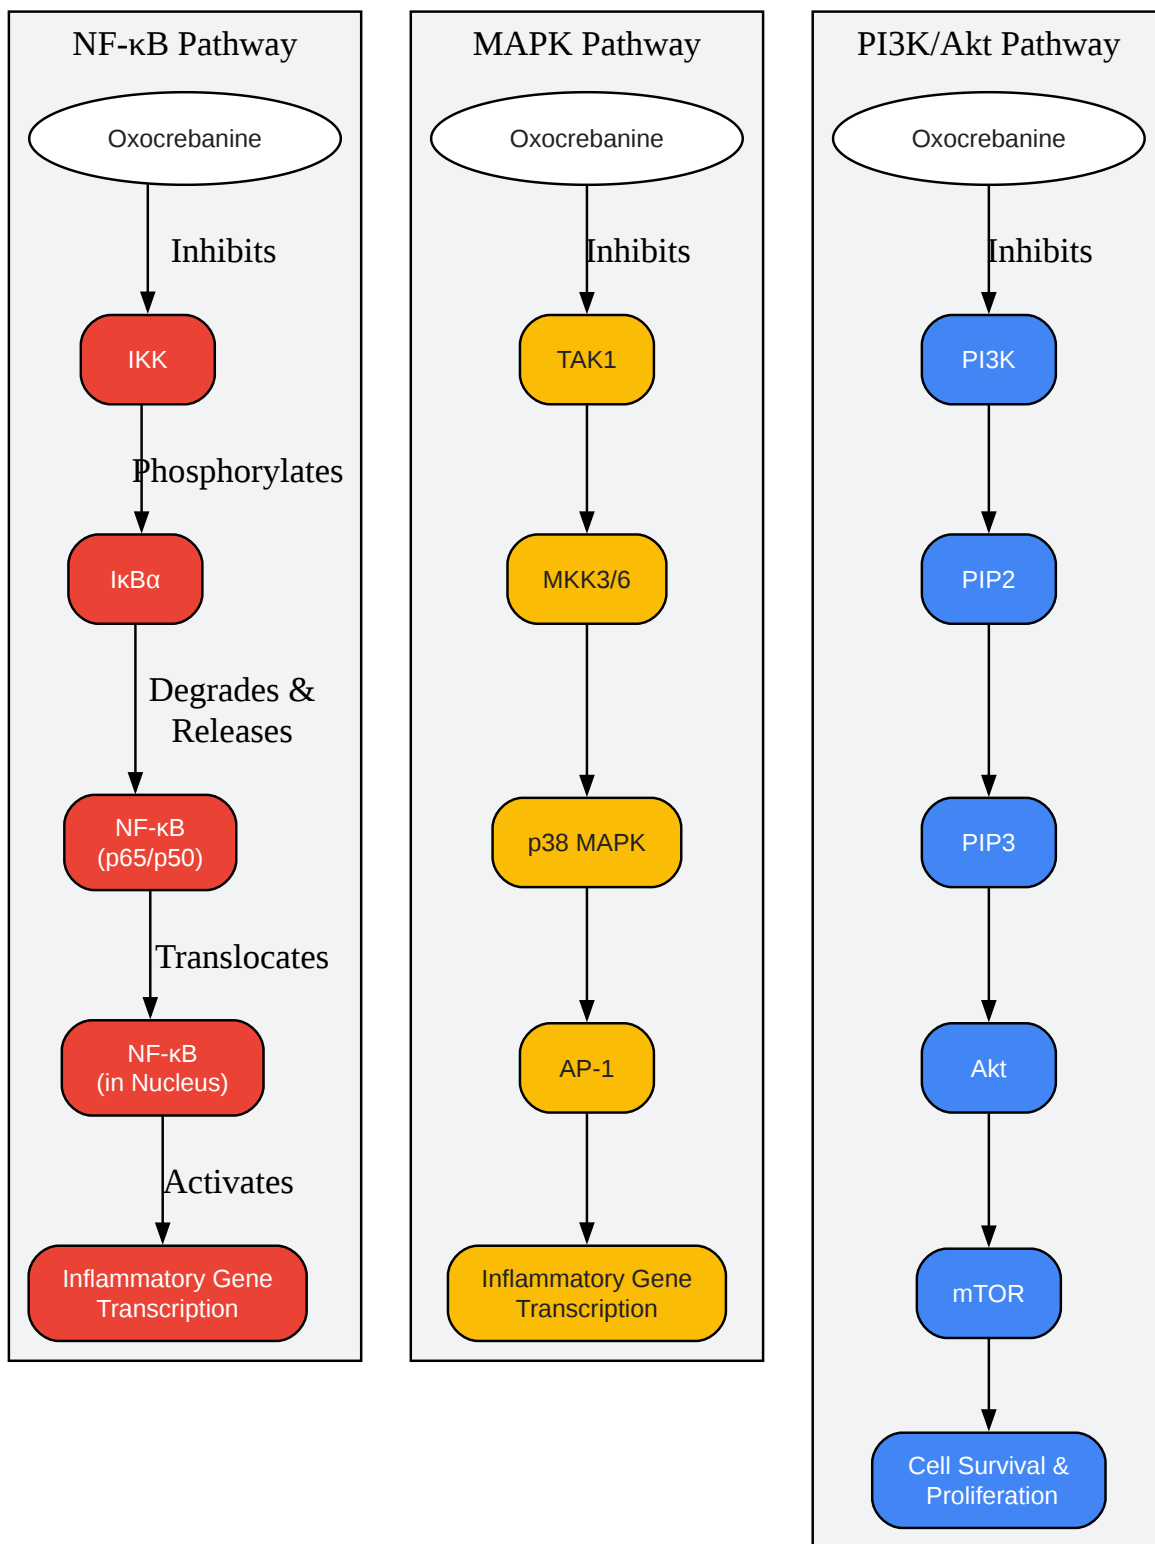 NF-κB Pathway
Oxocrebanine
Inhibits
IKK
Phosphorylates
IκBα
Degrades &
Releases
NF-κB
(p65/p50)
Translocates
NF-κB
(in Nucleus)
Activates
Inflammatory Gene
Transcription
MAPK Pathway
Oxocrebanine
Inhibits
TAK1
MKK3/6
p38 MAPK
AP-1
Inflammatory Gene
Transcription
PI3K/Akt Pathway
Oxocrebanine
Inhibits
PI3K
PIP2
PIP3
Akt
mTOR
Cell Survival &
Proliferation